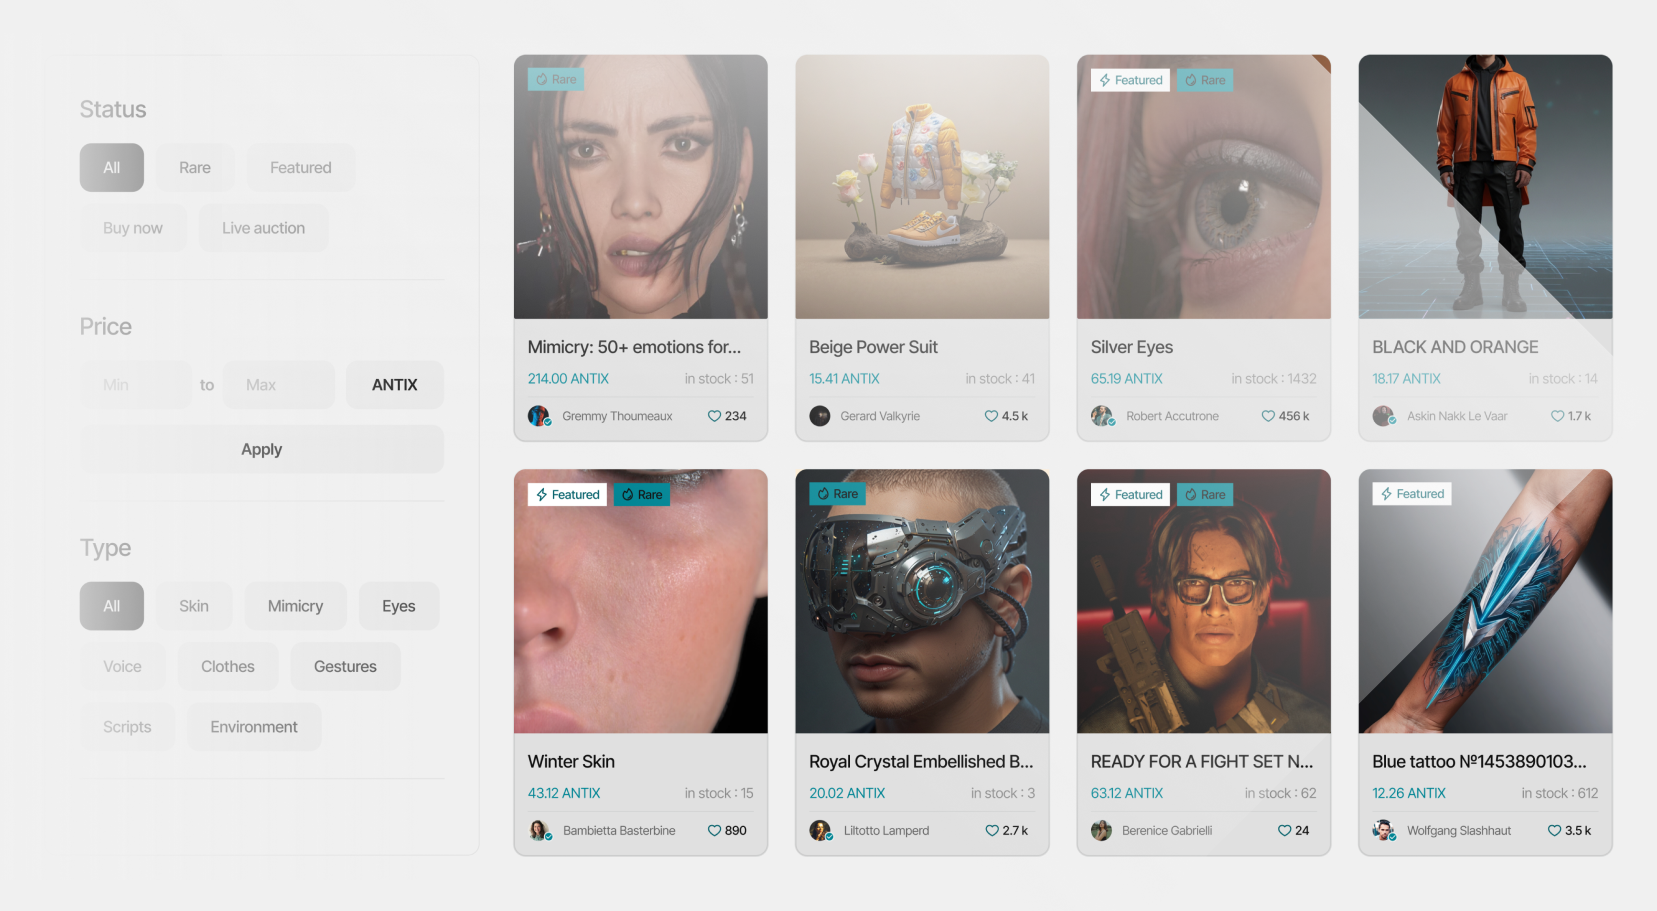 Status
All Rare Featured
Buy now Live auction
Price
Min to Max ANTIX
Apply
Type
All Skin Mimicry Eyes
Voice Clothes Gestures
Scripts Environment
Rare
Mimicry: 50+ emotions for...
214.00 ANTIX in stock : 51
Gremmy Thoumeaux 234
Beige Power Suit
15.41 ANTIX in stock : 41
Gerard Valkyrie 4.5 k
Featured Rare
Silver Eyes
65.19 ANTIX in stock : 1432
Robert Accutrone 456 k
BLACK AND ORANGE
18.17 ANTIX in stock : 14
Askin Nakk Le Vaar 1.7 k
Featured Rare
Winter Skin
43.12 ANTIX in stock : 15
Bambietta Basterbine 890
Rare
Royal Crystal Embellished B...
20.02 ANTIX in stock : 3
Liltotto Lamperd 2.7 k
Featured Rare
READY FOR A FIGHT SET N...
63.12 ANTIX in stock : 62
Berenice Gabrielli 24
Featured
Blue tattoo №1453890103...
12.26 ANTIX in stock : 612
Wolfgang Slashhaut 3.5 k